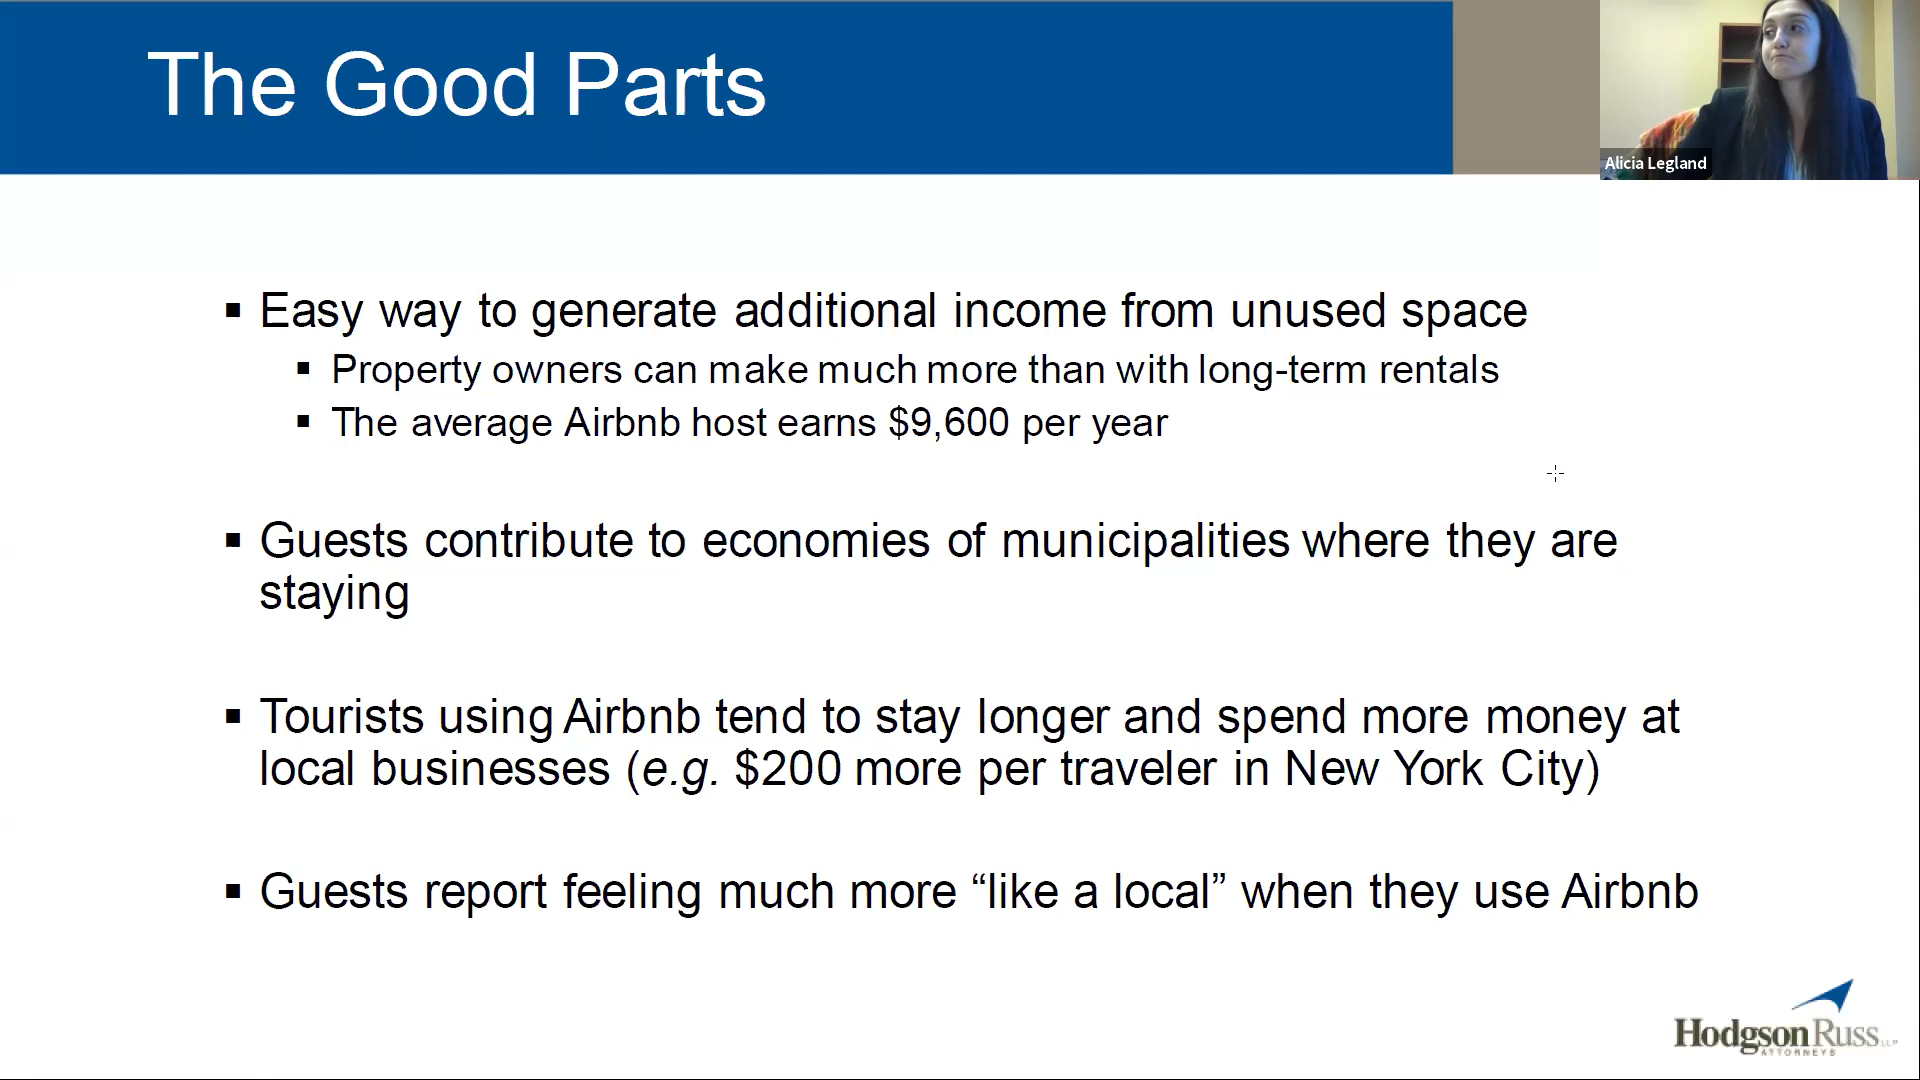 The Good Parts
Alicia Legland
▪ Easy way to generate additional income from unused space
▪ Property owners can make much more than with long-term rentals
▪ The average Airbnb host earns $9,600 per year
▪ Guests contribute to economies of municipalities where they are
staying
▪ Tourists using Airbnb tend to stay longer and spend more money at
local businesses (e.g. $200 more per traveler in New York City)
▪ Guests report feeling much more “like a local” when they use Airbnb
HodgsonRuss LLP
ATTORNEYS